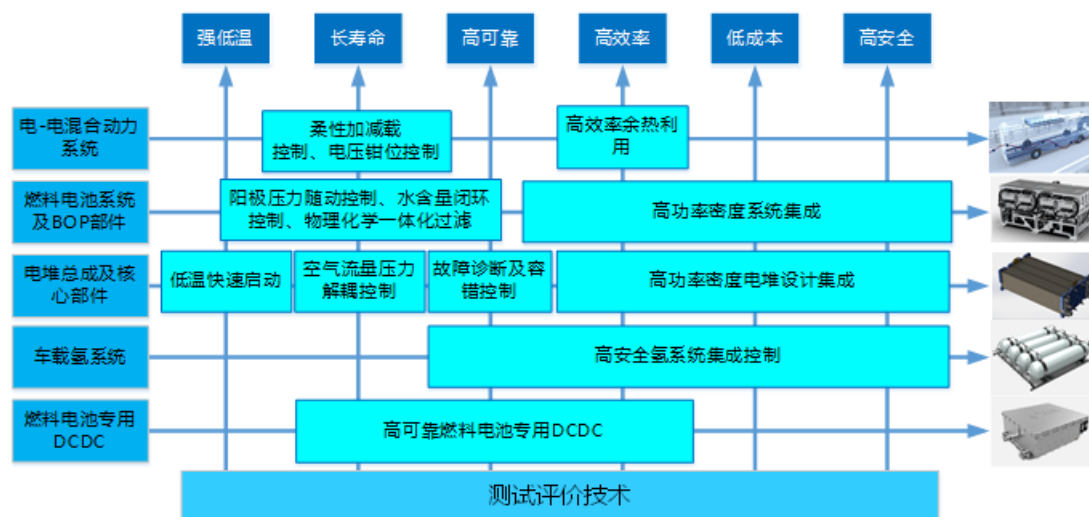 强低温
长寿命
高可靠
高效率
低成本
高安全
电-电混合动力
系统
柔性加减载
控制、电压钳位控制
高效率余热利
用
燃料电池系统
及BOP部件
阳极压力随动控制、水含量闭环
控制、物理化学一体化过滤
高功率密度系统集成
电堆总成及核
心部件
低温快速启动
空气流量压力
解耦控制
故障诊断及容
错控制
高功率密度电堆设计集成
车载氢系统
高安全氢系统集成控制
燃料电池专用
DCDC
高可靠燃料电池专用DCDC
测试评价技术